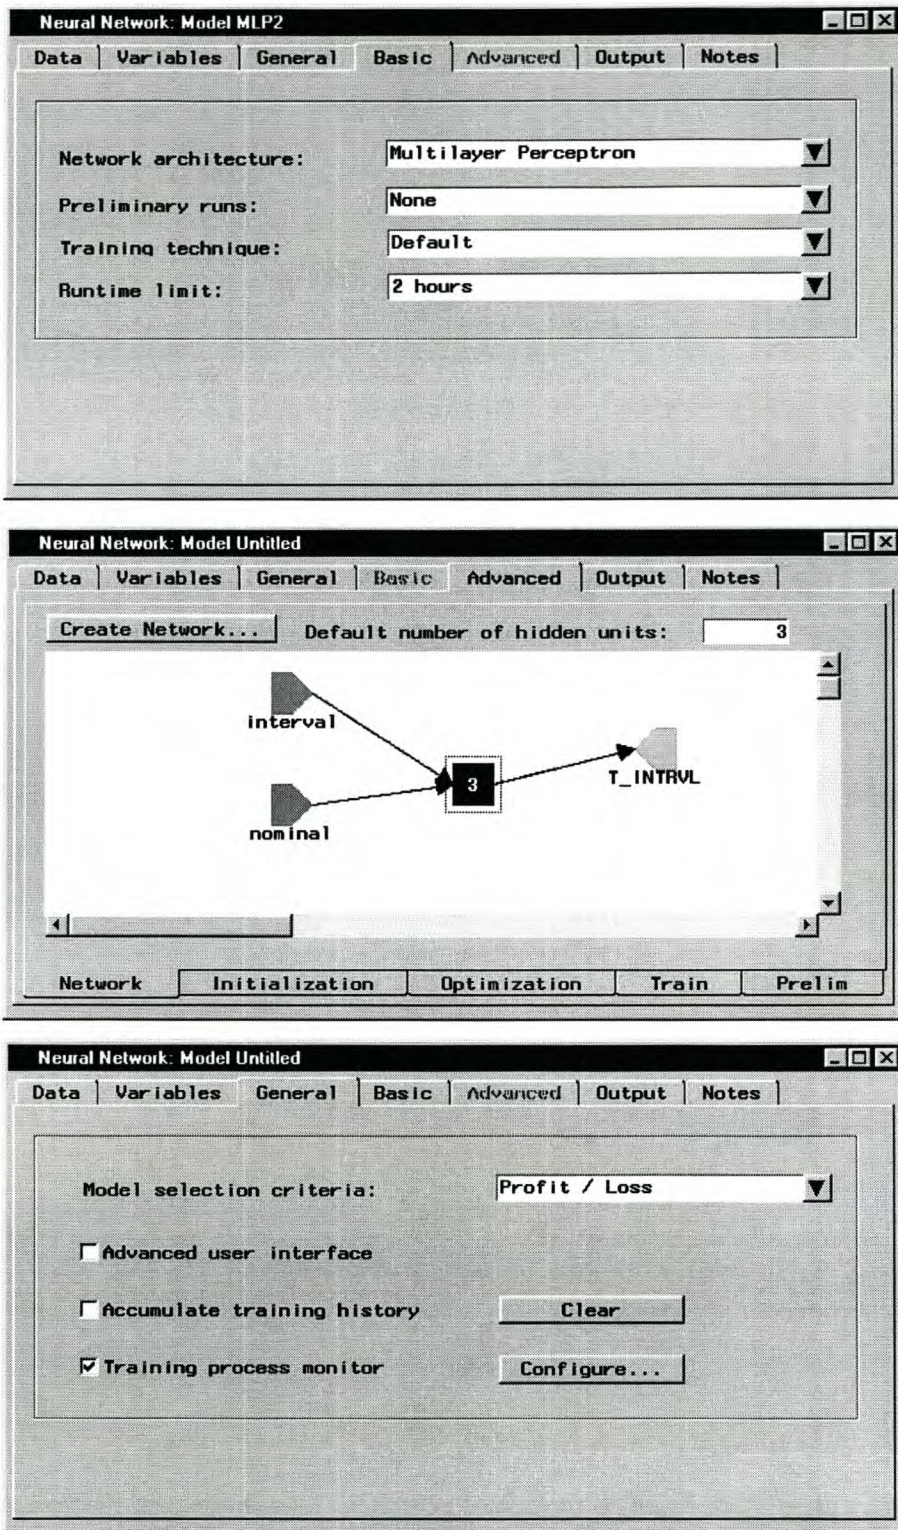 Neural Network: Model MLP2
Data Variables General Basic Advanced Output Notes
Network architecture: Multilayer Perceptron
Preliminary runs: None
Training technique: Default
Runtime limit: 2 hours
Neural Network: Model Untitled
Data Variables General Basic Advanced Output Notes
Create Network... Default number of hidden units: 3
interval
3
T_INTRVL
nominal
Network Initialization Optimization Train Prelim
Neural Network: Model Untitled
Data Variables General Basic Advanced Output Notes
Model selection criteria: Profit / Loss
Advanced user interface
Accumulate training history Clear
Training process monitor Configure...